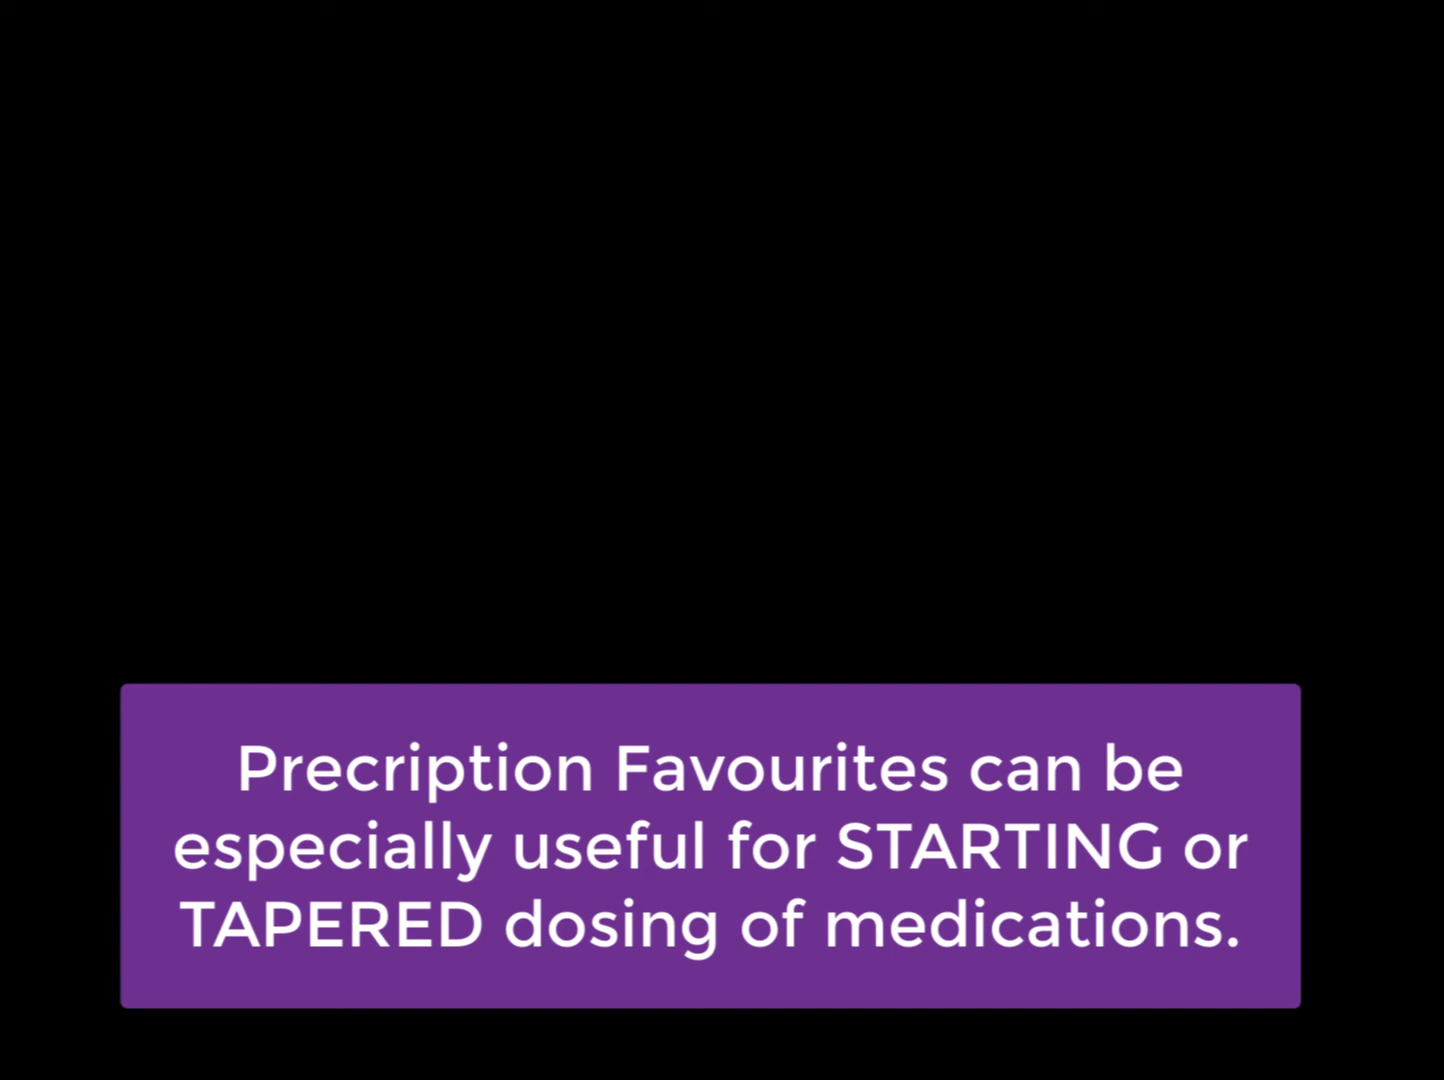 Precription Favourites can be
especially useful for STARTING or
TAPERED dosing of medications.